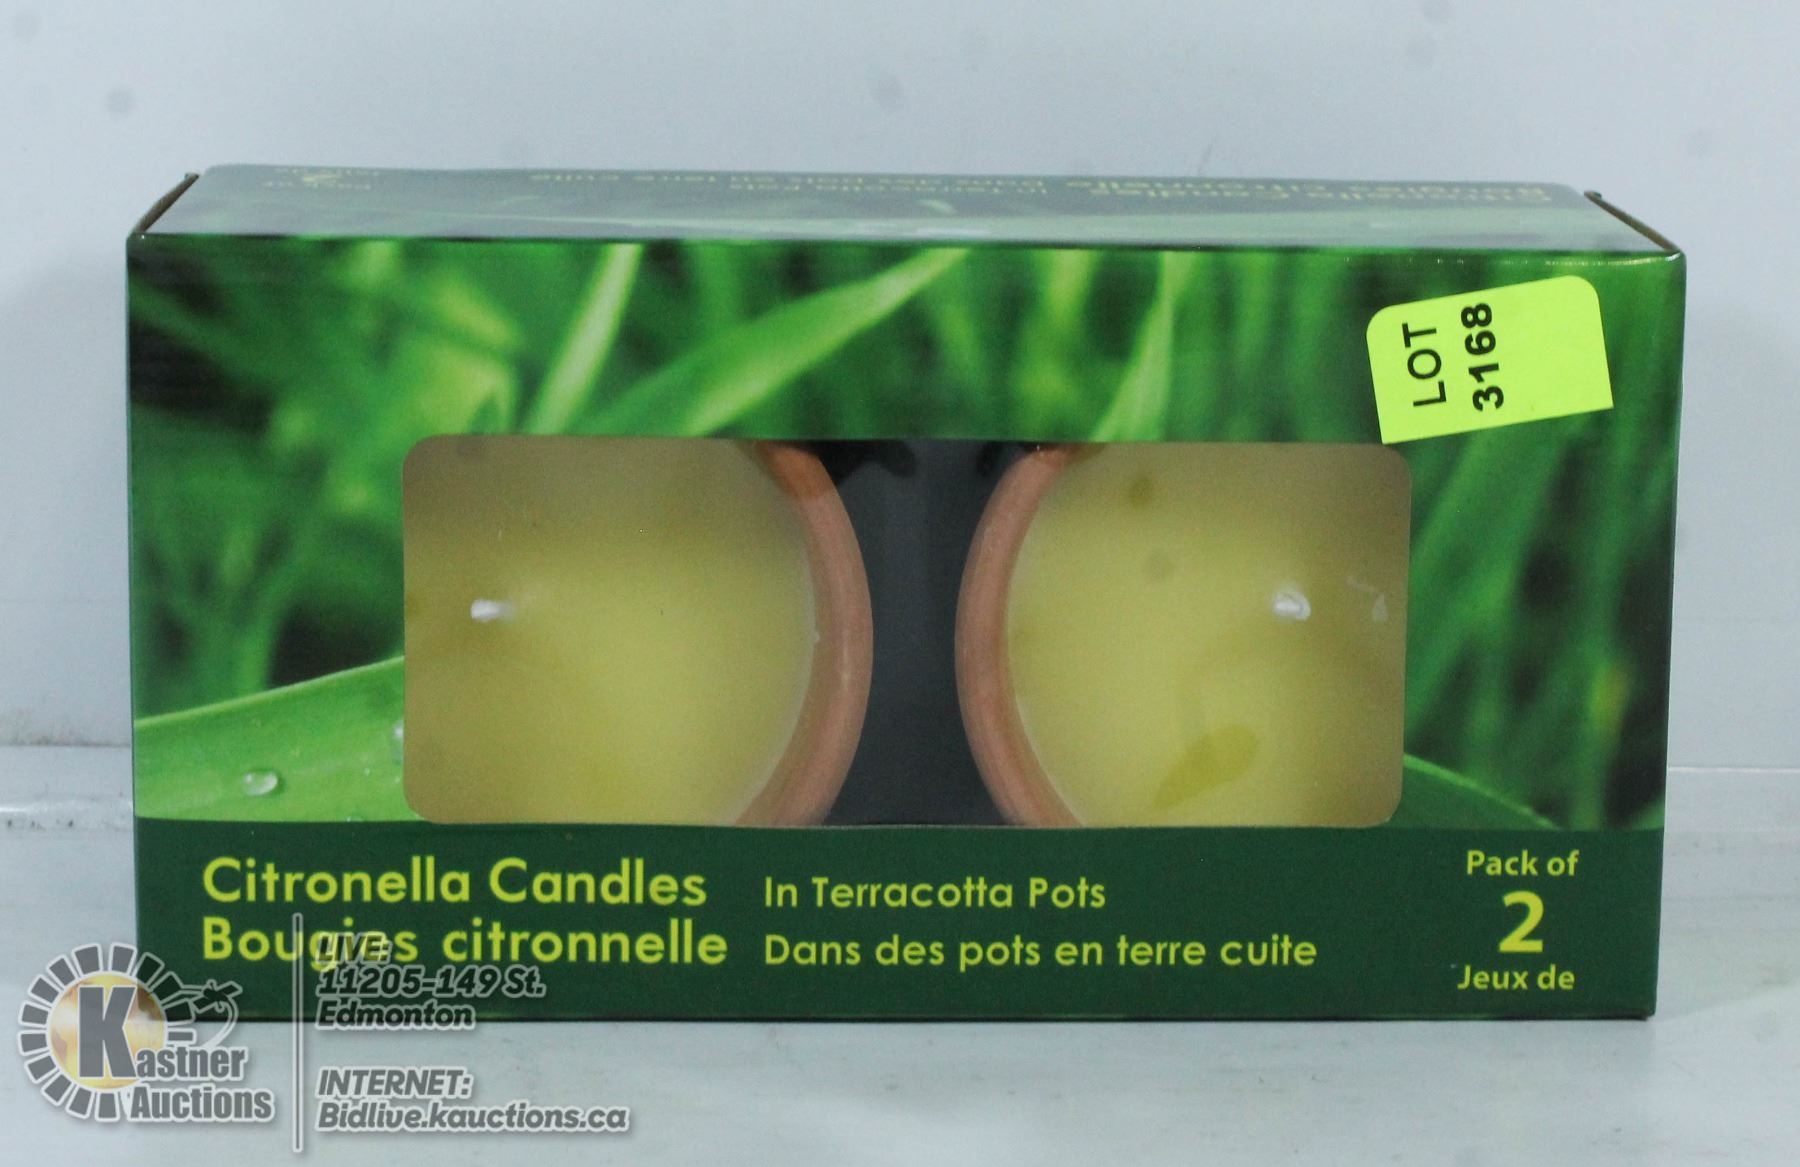 LOT
3168
Citronella Candles
Bougies citronnelle
In Terracotta Pots
Dans des pots en terre cuite
Pack of
2
Jeux de
Kastner
Auctions
LIVE:
11205-149 St.
Edmonton
INTERNET:
Bidlive.kauctions.ca